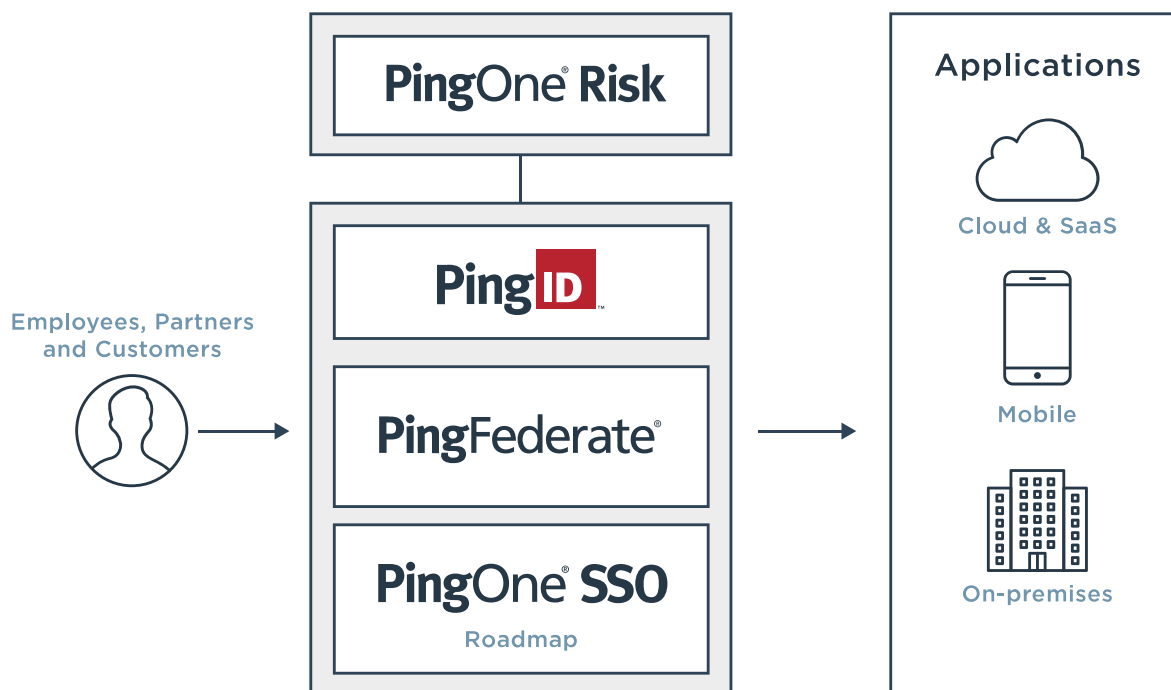 PingOne® Risk
Employees, Partners
and Customers
PingID™
PingFederate®
PingOne® SSO
Roadmap
Applications
Cloud & SaaS
Mobile
On-premises